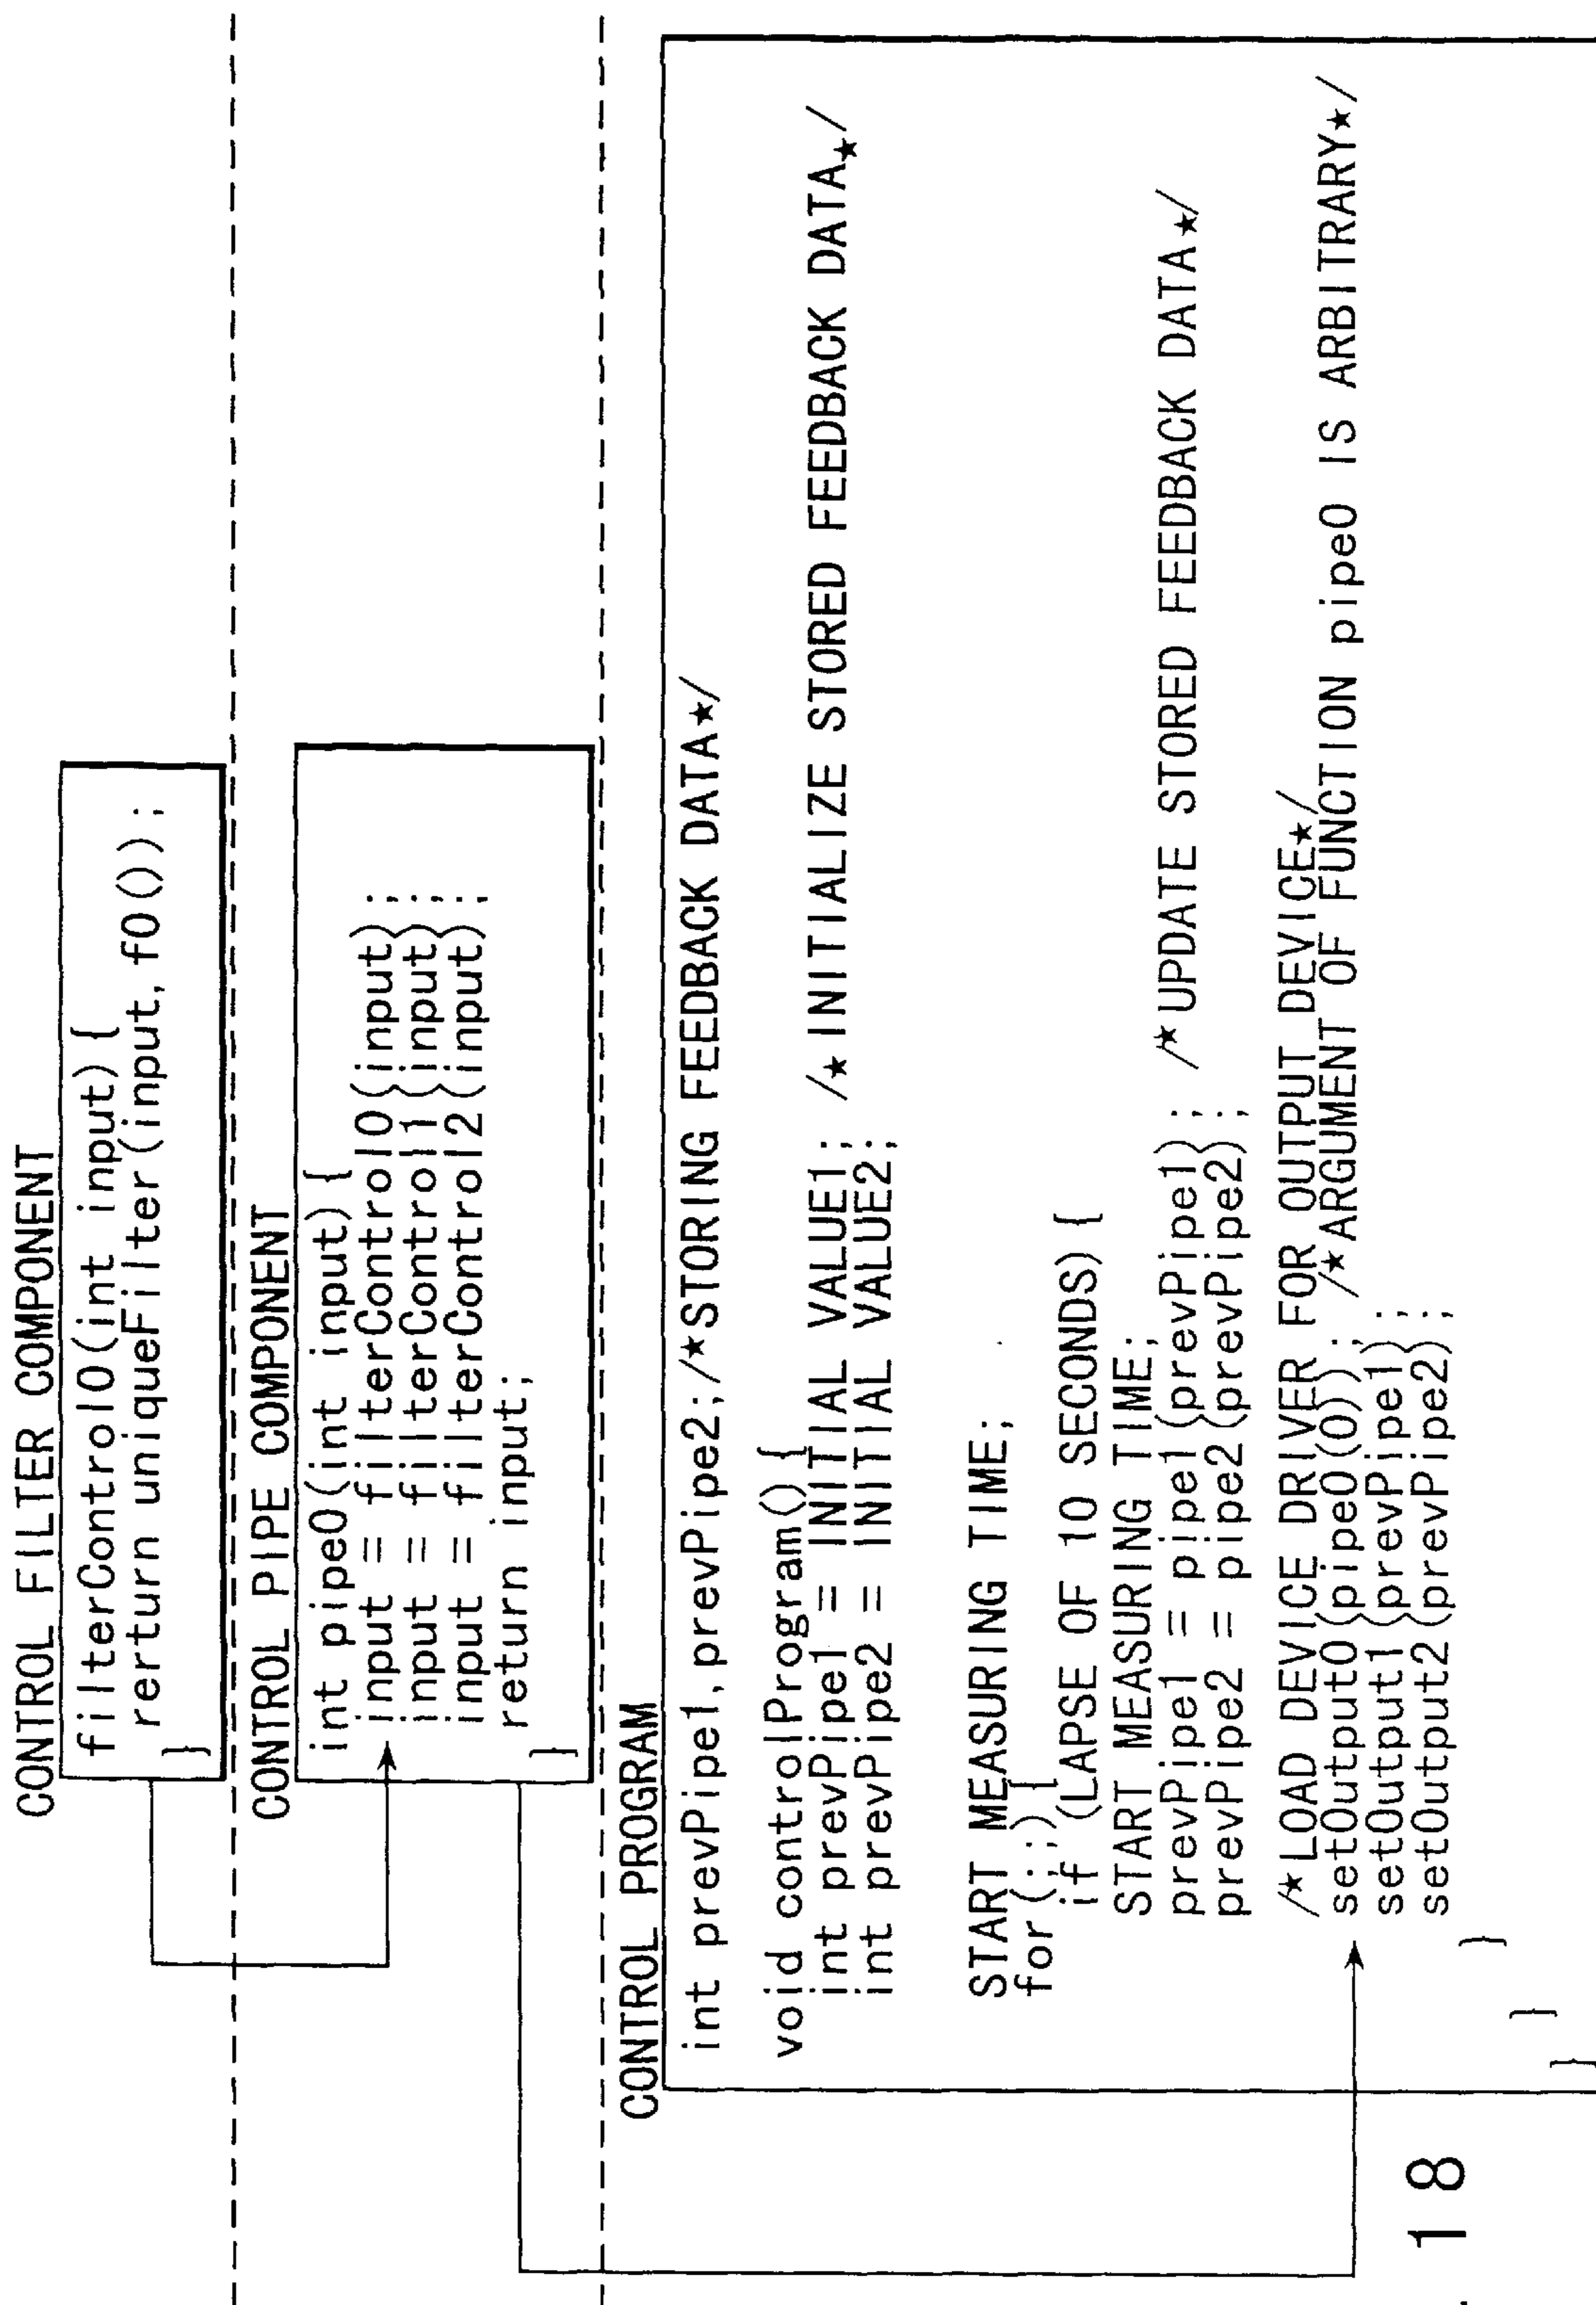 CONTROL FILTER COMPONENT
filterControl0(int input) {
rerturn uniqueFilter(input, f0());
}
CONTROL PIPE COMPONENT
int pipe0(int input) {
input = filterControl0(input);
input = filterControl1(input);
input = filterControl2(input);
return input;
}
CONTROL PROGRAM
int prevPipe1, prevPipe2;/*STORING FEEDBACK DATA*/
void controlProgram() {
int prevPipe1 = INITIAL VALUE1; /*INITIALIZE STORED FEEDBACK DATA*/
int prevPipe2 = INITIAL VALUE2;
START MEASURING TIME;
for(;;) {
if (LAPSE OF 10 SECONDS) {
START MEASURING TIME;
prevPipe1 = pipe1(prevPipe1); /*UPDATE STORED FEEDBACK DATA*/
prevPipe2 = pipe2(prevPipe2);
/*LOAD DEVICE DRIVER FOR OUTPUT DEVICE*/
setOutput0(pipe0(0)); /*ARGUMENT OF FUNCTION pipe0 IS ARBITRARY*/
setOutput1(prevPipe1);
setOutput2(prevPipe2);
}
}
}
18